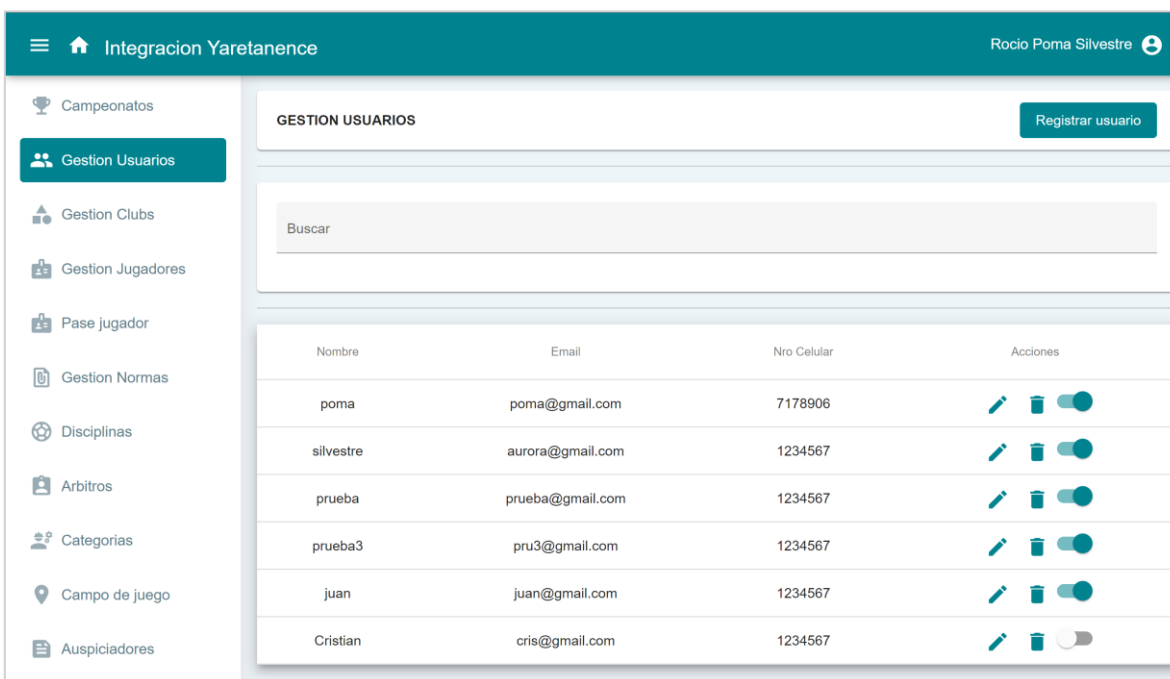 Integracion Yaretanence
Rocio Poma Silvestre
Campeonatos
Gestion Usuarios
Gestion Clubs
Gestion Jugadores
Pase jugador
Gestion Normas
Disciplinas
Arbitros
Categorias
Campo de juego
Auspiciadores
GESTION USUARIOS
Registrar usuario
Buscar
Nombre Email Nro Celular Acciones
poma poma@gmail.com 7178906
silvestre aurora@gmail.com 1234567
prueba prueba@gmail.com 1234567
prueba3 pru3@gmail.com 1234567
juan juan@gmail.com 1234567
Cristian cris@gmail.com 1234567